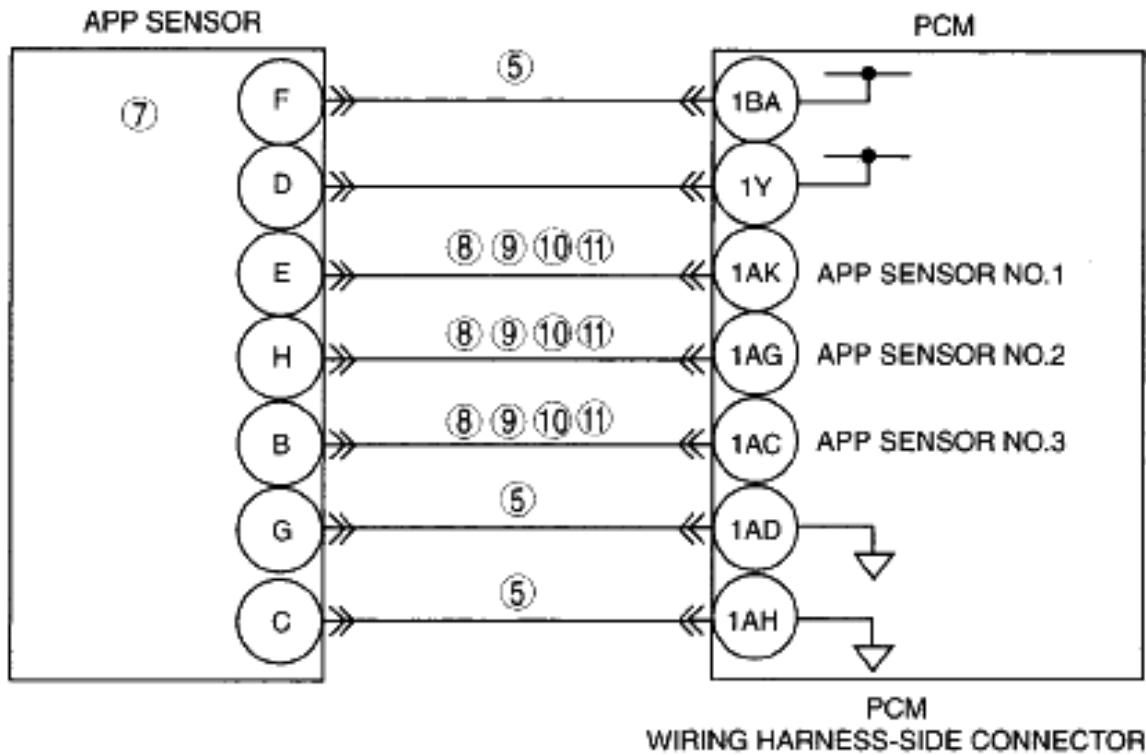 APP SENSOR PCM
⑤
⑦ F 1BA
D 1Y
⑧ ⑨ ⑩ ⑪
E 1AK APP SENSOR NO.1
⑧ ⑨ ⑩ ⑪
H 1AG APP SENSOR NO.2
⑧ ⑨ ⑩ ⑪
B 1AC APP SENSOR NO.3
⑤
G 1AD
⑤
C 1AH
PCM
WIRING HARNESS-SIDE CONNECTOR